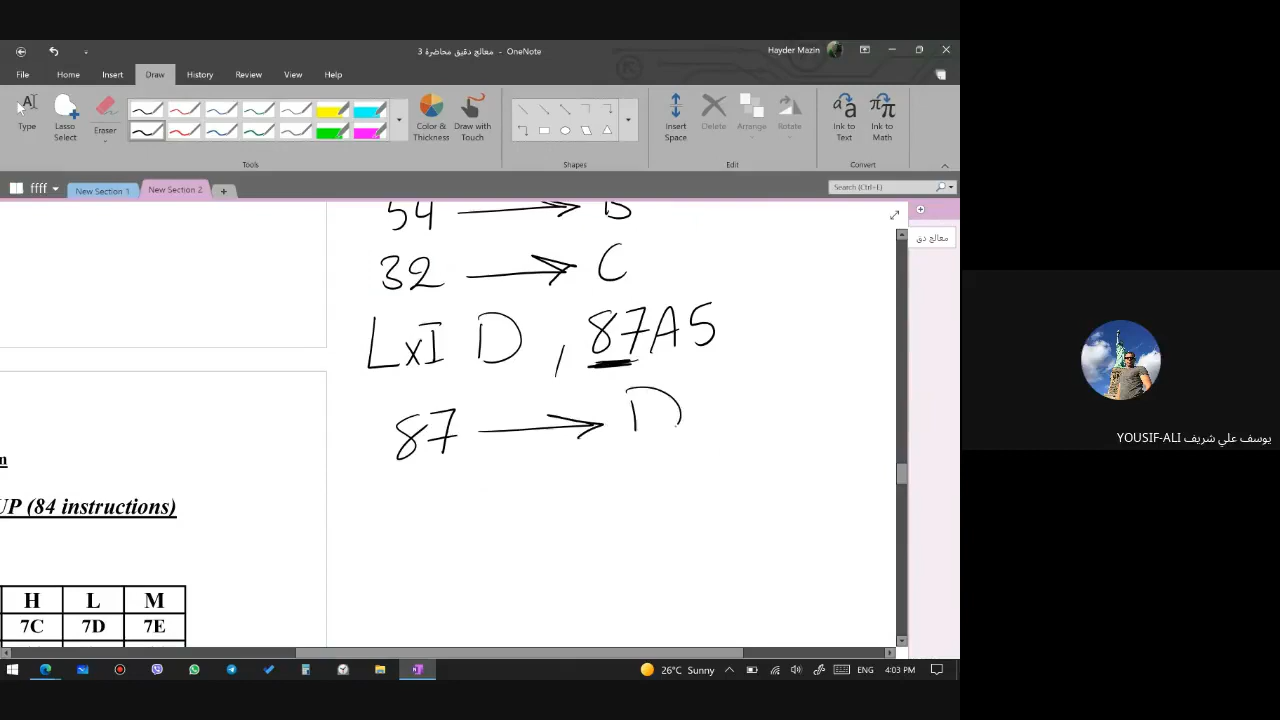 معالج دقيق محاضرة 3 - OneNote
Hayder Mazin
File Home Insert Draw History Review View Help
Type
Lasso Select
Eraser
Color & Thickness
Draw with Touch
Insert Space
Delete
Arrange
Rotate
Ink to Text
Ink to Math
Tools Shapes Edit Convert
ffff New Section 1 New Section 2
Search (Ctrl+E)
معالج دق
54 → B
32 → C
LxI D , 87A5
87 → D
UP (84 instructions)
H L M
7C 7D 7E
يوسف علي شريف YOUSIF-ALI
26°C Sunny ENG 4:03 PM